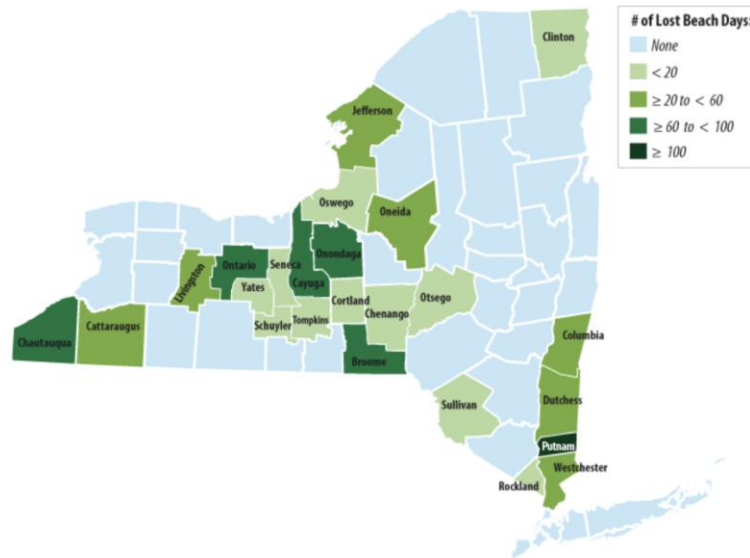 # of Lost Beach Days:
None
< 20
≥ 20 to < 60
≥ 60 to < 100
≥ 100
Clinton
Jefferson
Oswego
Oneida
Onondaga
Ontario
Seneca
Cayuga
Livingston
Yates
Cortland
Otsego
Chenango
Schuyler
Tompkins
Cattaraugus
Chautauqua
Broome
Columbia
Sullivan
Dutchess
Putnam
Westchester
Rockland